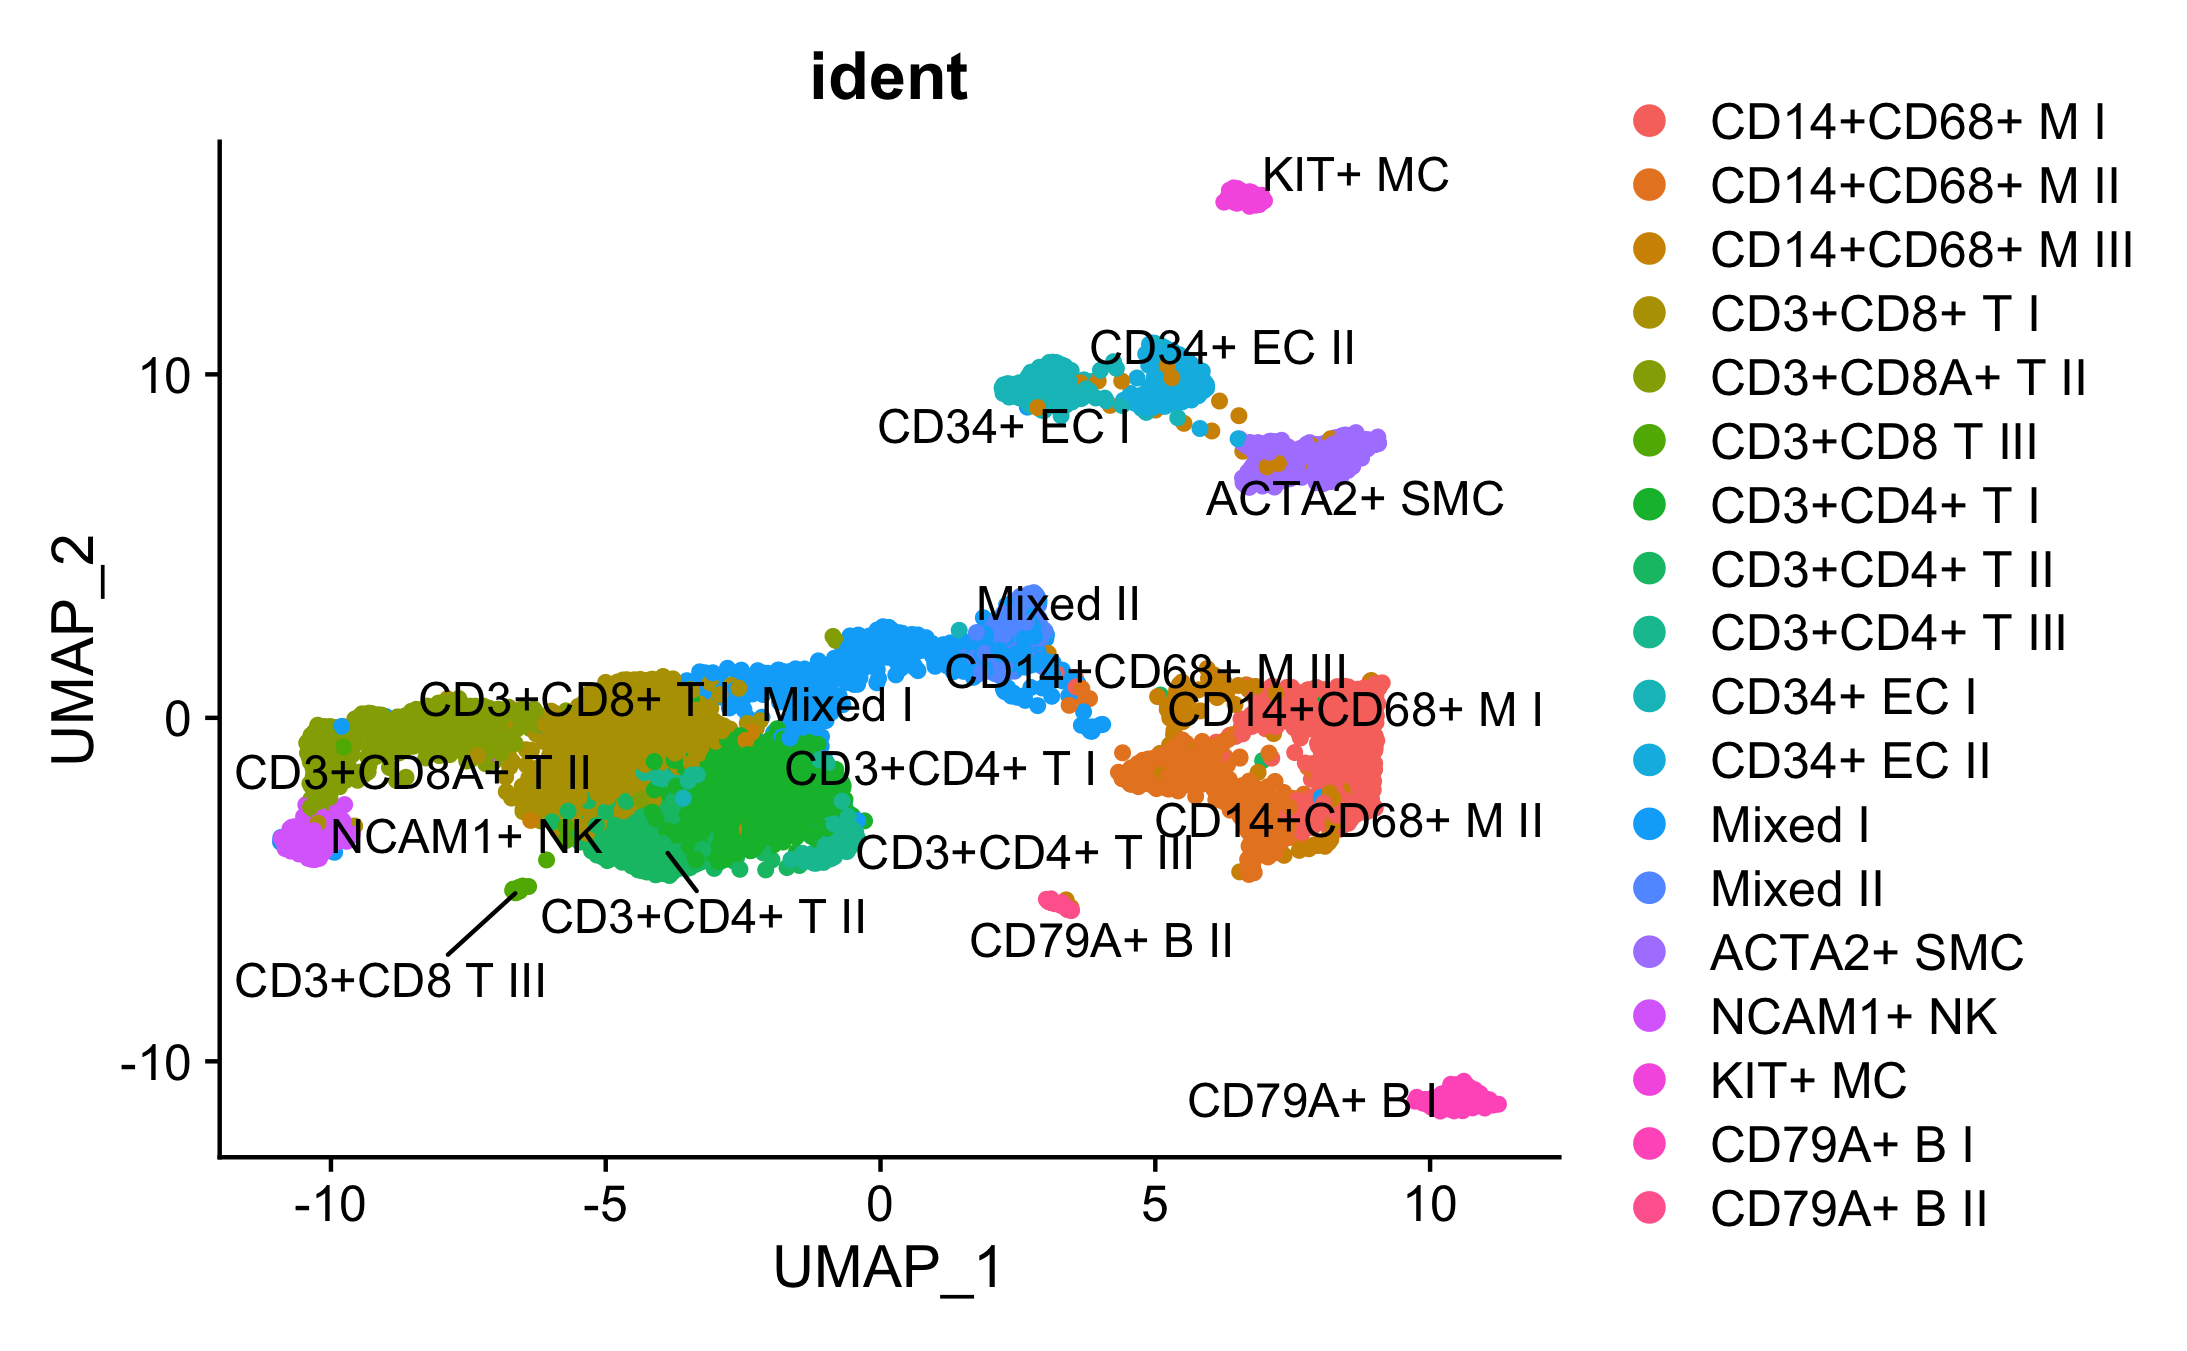 ident
KIT+ MC
CD34+ EC II
CD34+ EC I
ACTA2+ SMC
Mixed II
CD14+CD68+ M III
CD3+CD8+ T I
Mixed I
CD14+CD68+ M I
CD3+CD8A+ T II
CD3+CD4+ T I
CD14+CD68+ M II
NCAM1+ NK
CD3+CD4+ T III
CD3+CD4+ T II
CD79A+ B II
CD3+CD8 T III
CD79A+ B I
10
0
-10
UMAP_2
-10
-5
0
5
10
UMAP_1
CD14+CD68+ M I
CD14+CD68+ M II
CD14+CD68+ M III
CD3+CD8+ T I
CD3+CD8A+ T II
CD3+CD8 T III
CD3+CD4+ T I
CD3+CD4+ T II
CD3+CD4+ T III
CD34+ EC I
CD34+ EC II
Mixed I
Mixed II
ACTA2+ SMC
NCAM1+ NK
KIT+ MC
CD79A+ B I
CD79A+ B II